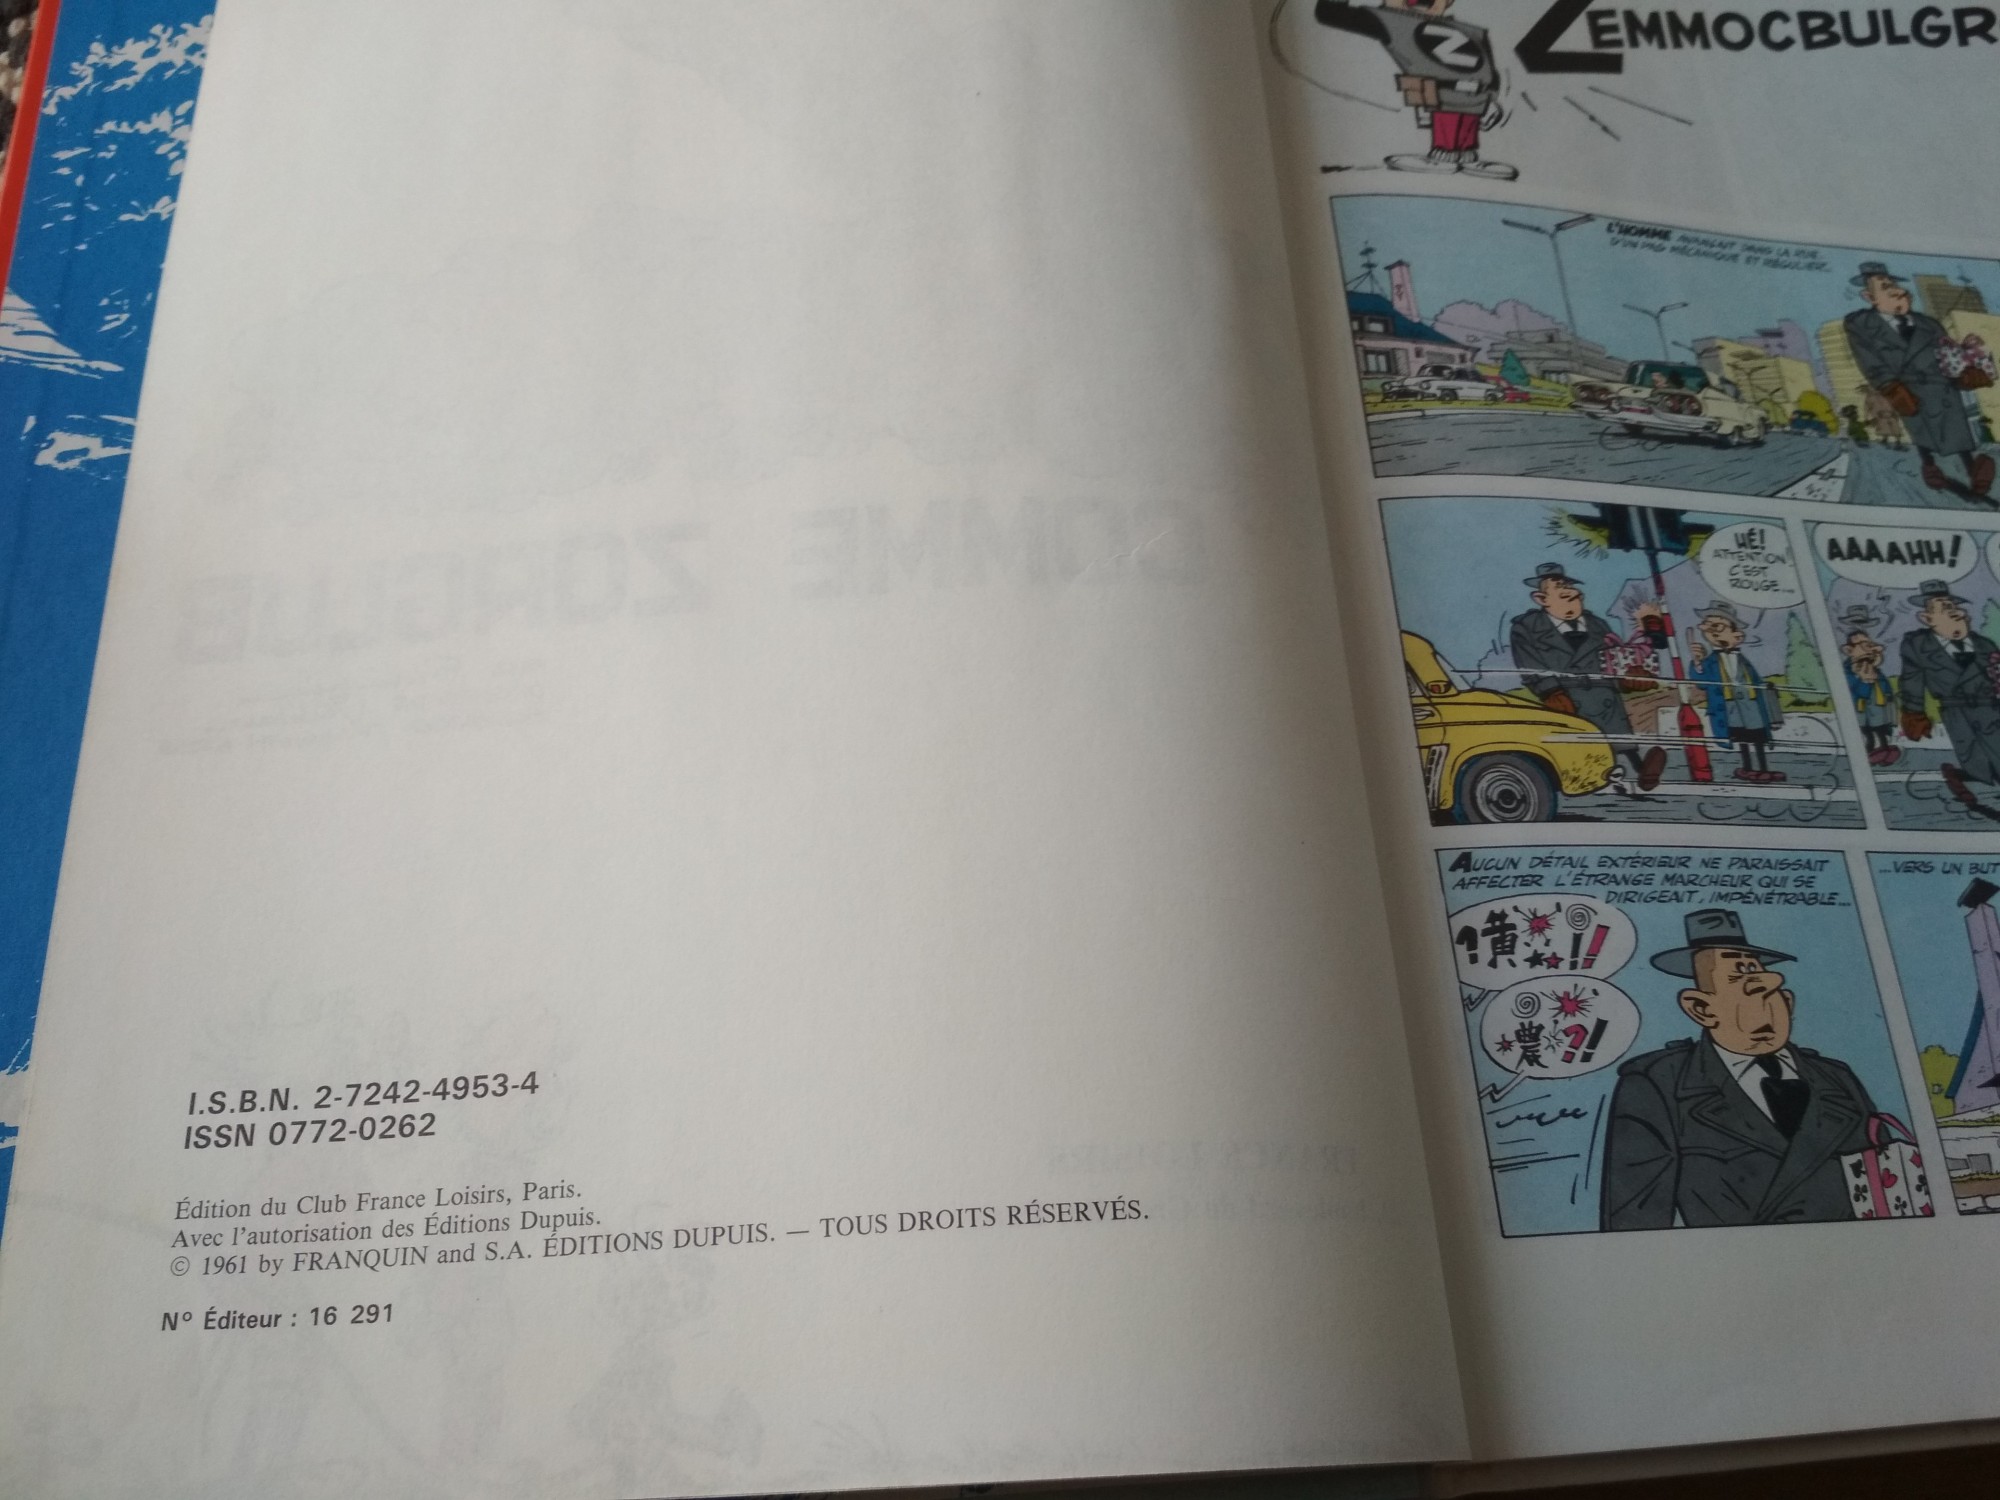 I.S.B.N. 2-7242-4953-4
ISSN 0772-0262
Édition du Club France Loisirs, Paris.
Avec l'autorisation des Éditions Dupuis.
© 1961 by FRANQUIN and S.A. ÉDITIONS DUPUIS. — TOUS DROITS RÉSERVÉS.
N° Éditeur : 16 291
Z
ZEMMOCBULGR
L'HOMME AVANÇAIT DANS LA RUE,
D'UN PAS MÉCANIQUE ET RÉGULIER...
HÉ!
ATTENTION!
C'EST
ROUGE...
AAAAHH!
AUCUN DÉTAIL EXTÉRIEUR NE PARAISSAIT
AFFECTER L'ÉTRANGE MARCHEUR QUI SE
DIRIGEAIT, IMPÉNÉTRABLE...
?黄!!
農?!
...VERS UN BUT